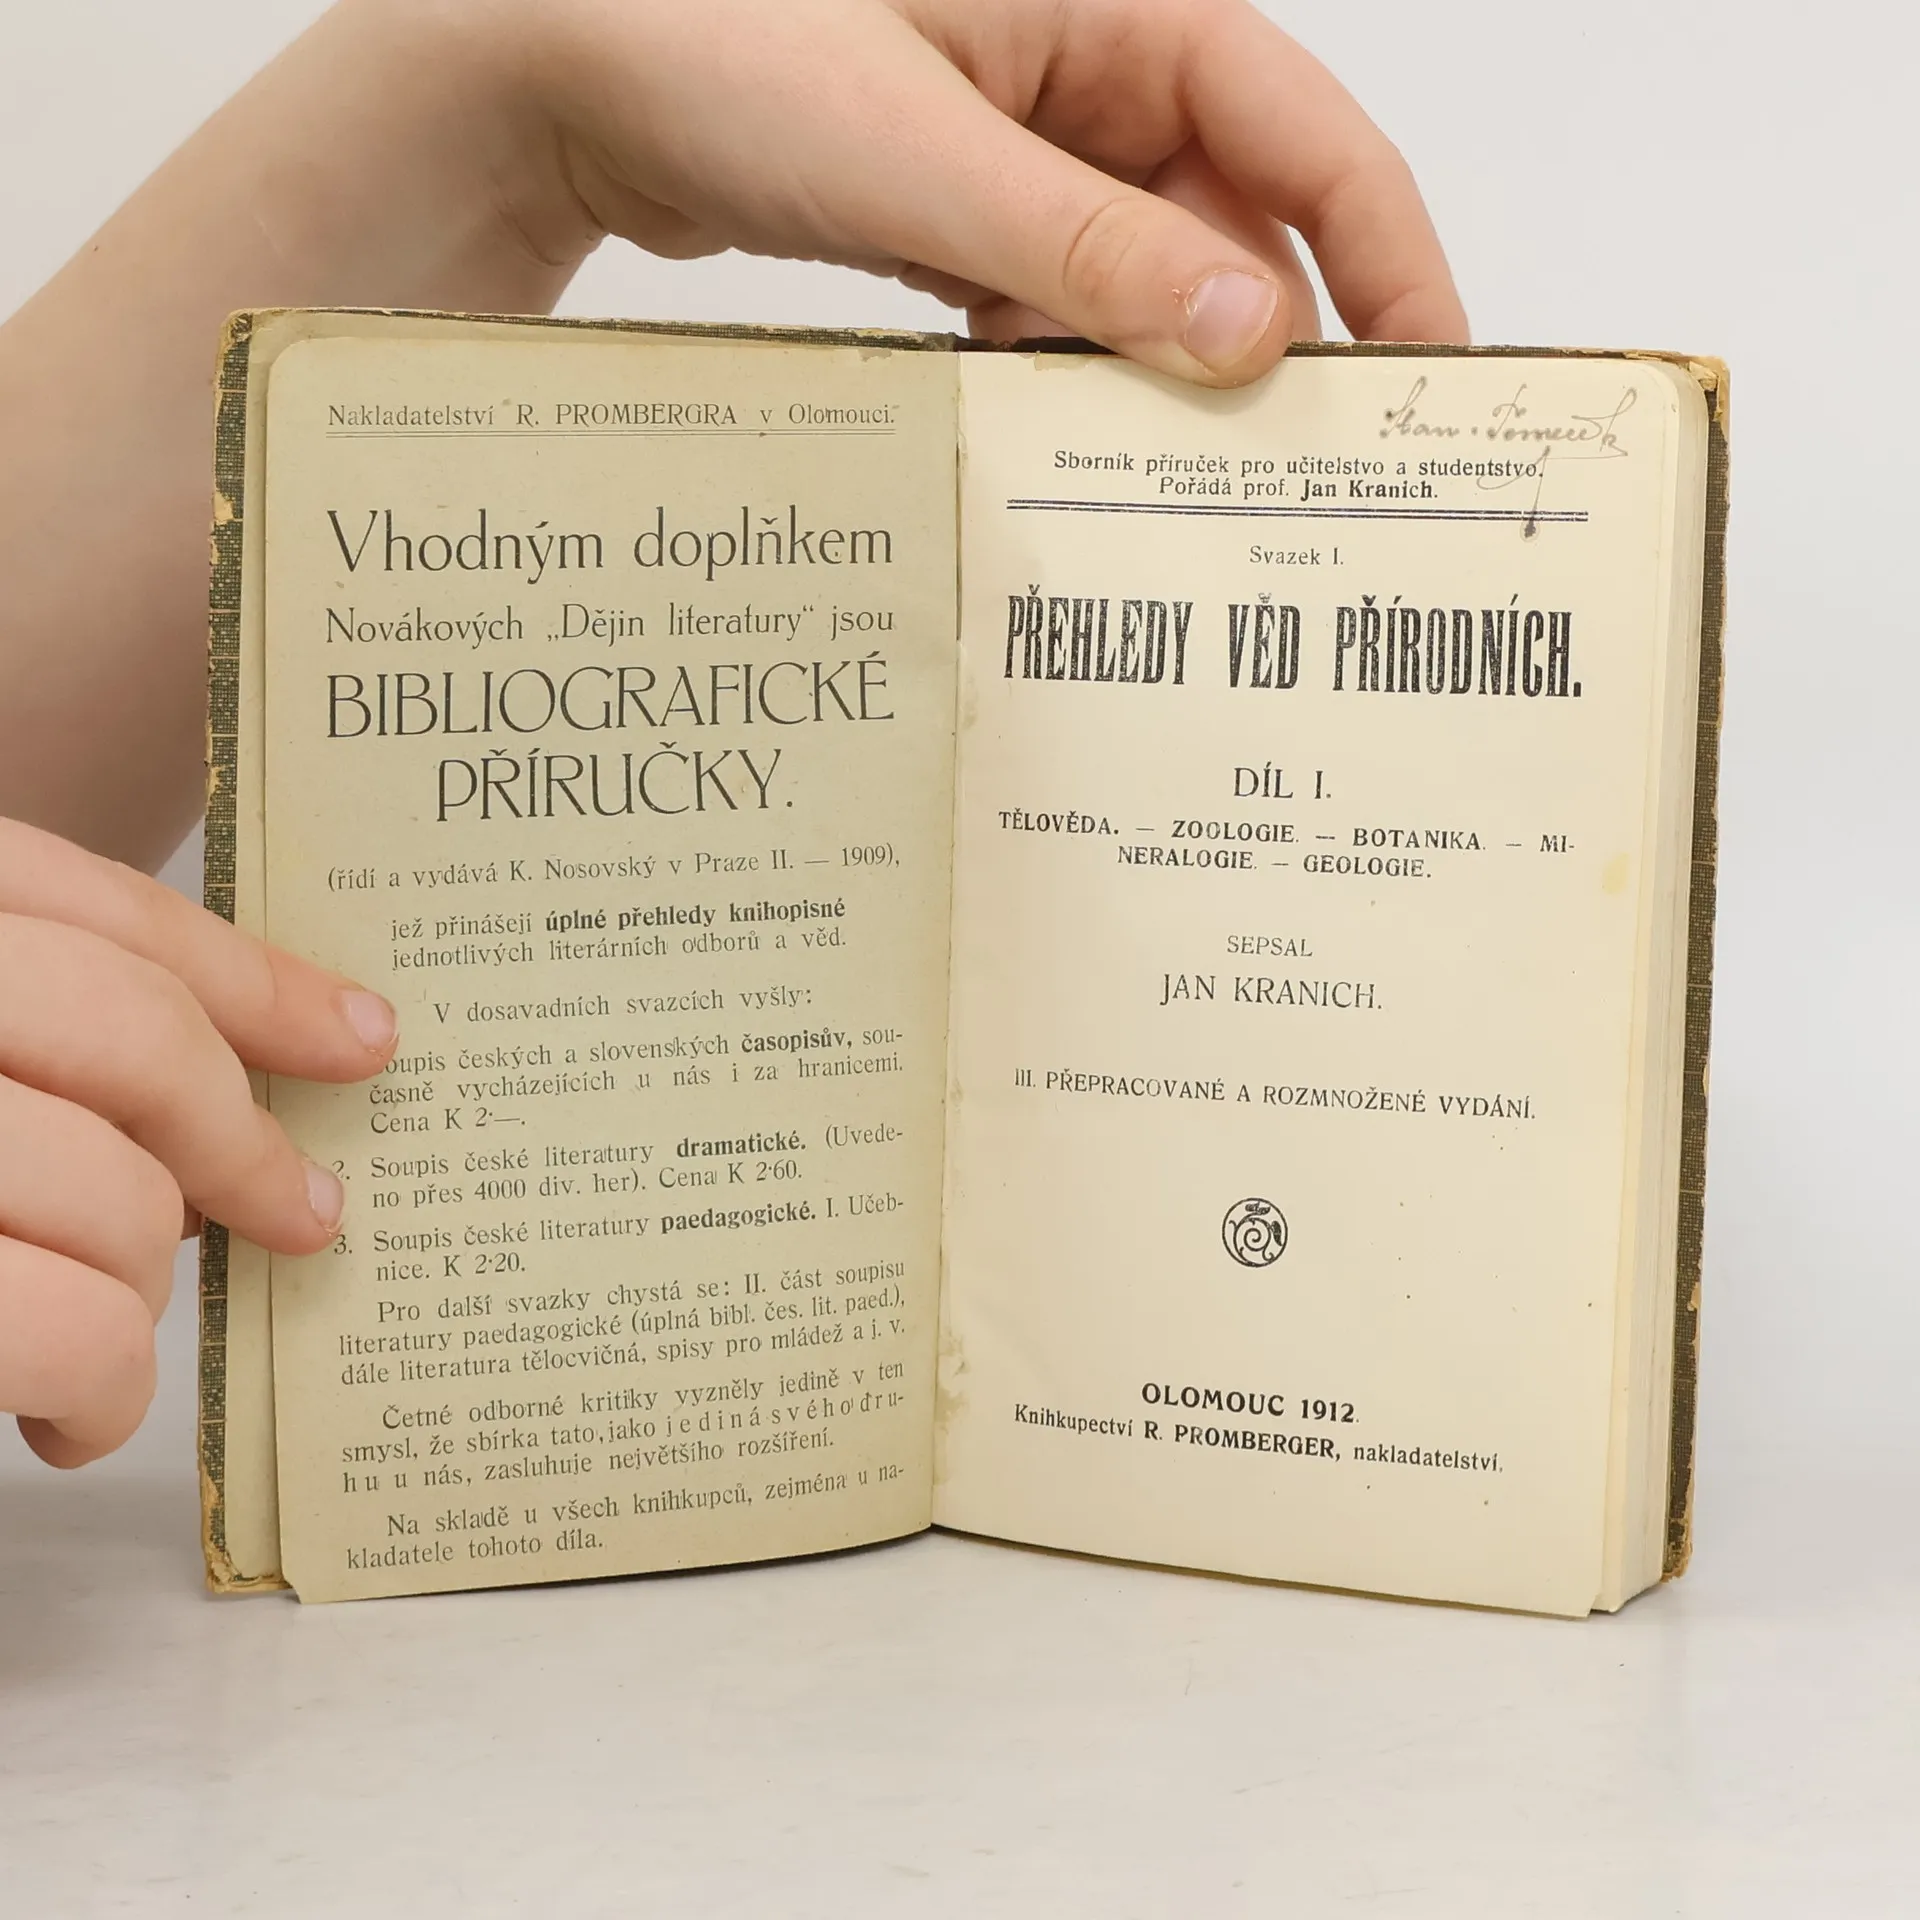 Nakladatelství R. PROMBERGRA v Olomouci.
Vhodným doplňkem
Novákových „Dějin literatury“ jsou
BIBLIOGRAFICKÉ
PŘÍRUČKY.
(řídí a vydává K. Nosovský v Praze II. — 1909),
jež přinášejí úplné přehledy knihopisné
jednotlivých literárních odborů a věd.
V dosavadních svazcích vyšly:
oupis českých a slovenských časopisův, sou-
časně vycházejících u nás i za hranicemi.
Cena K 2·—.
2. Soupis české literatury dramatické. (Uvede-
no přes 4000 div. her). Cena K 2·60.
3. Soupis české literatury paedagogické. I. Učeb-
nice. K 2·20.
Pro další svazky chystá se: II. část soupisu
literatury paedagogické (úplná bibl. čes. lit. paed.),
dále literatura tělocvičná, spisy pro mládež a j. v.
Četné odborné kritiky vyzněly jedině v ten
smysl, že sbírka tato, jako jediná svého dru-
hu u nás, zasluhuje největšího rozšíření.
Na skladě u všech knihkupců, zejména u na-
kladatele tohoto díla.
Stan.
Sborník příruček pro učitelstvo a studentstvo.
Pořádá prof. Jan Kranich.
Svazek I.
PŘEHLEDY VĚD PŘÍRODNÍCH.
DÍL I.
TĚLOVĚDA. — ZOOLOGIE. — BOTANIKA. — MI-
NERALOGIE. — GEOLOGIE.
SEPSAL
JAN KRANICH.
III. PŘEPRACOVANÉ A ROZMNOŽENÉ VYDÁNÍ.
OLOMOUC 1912.
Knihkupectví R. PROMBERGER, nakladatelství.